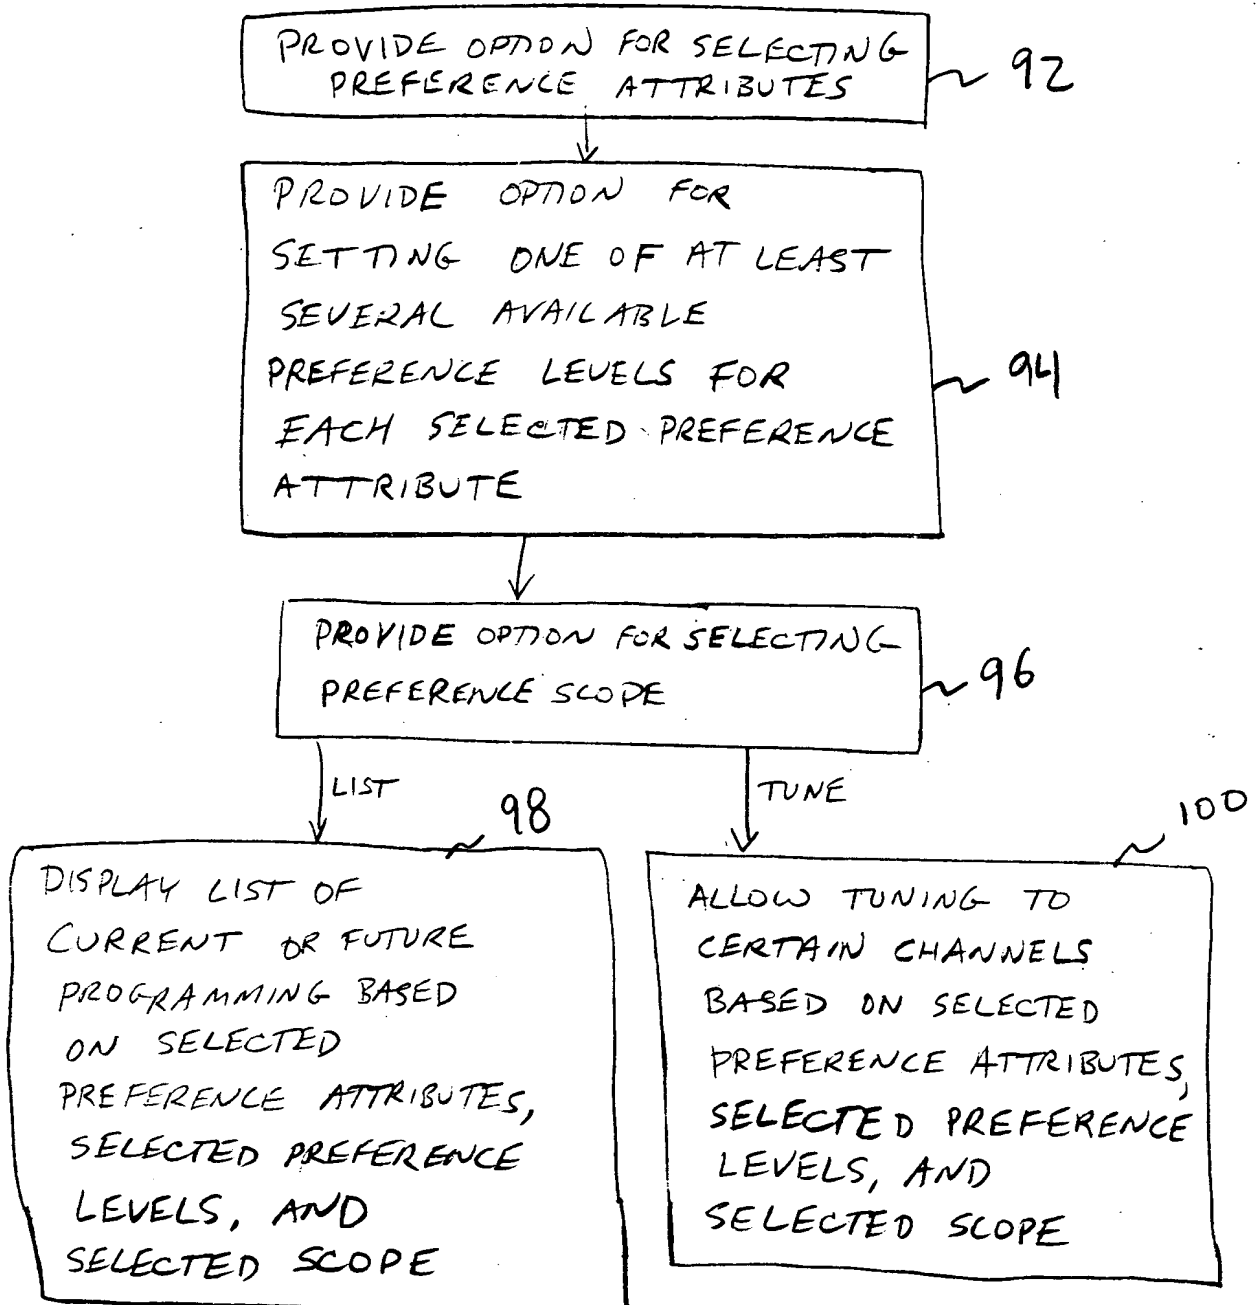 PROVIDE OPTION FOR SELECTING
PREFERENCE ATTRIBUTES
92
PROVIDE OPTION FOR
SETTING ONE OF AT LEAST
SEVERAL AVAILABLE
PREFERENCE LEVELS FOR
EACH SELECTED PREFERENCE
ATTRIBUTE
94
PROVIDE OPTION FOR SELECTING
PREFERENCE SCOPE
96
LIST
TUNE
98
DISPLAY LIST OF
CURRENT OR FUTURE
PROGRAMMING BASED
ON SELECTED
PREFERENCE ATTRIBUTES,
SELECTED PREFERENCE
LEVELS, AND
SELECTED SCOPE
100
ALLOW TUNING TO
CERTAIN CHANNELS
BASED ON SELECTED
PREFERENCE ATTRIBUTES,
SELECTED PREFERENCE
LEVELS, AND
SELECTED SCOPE